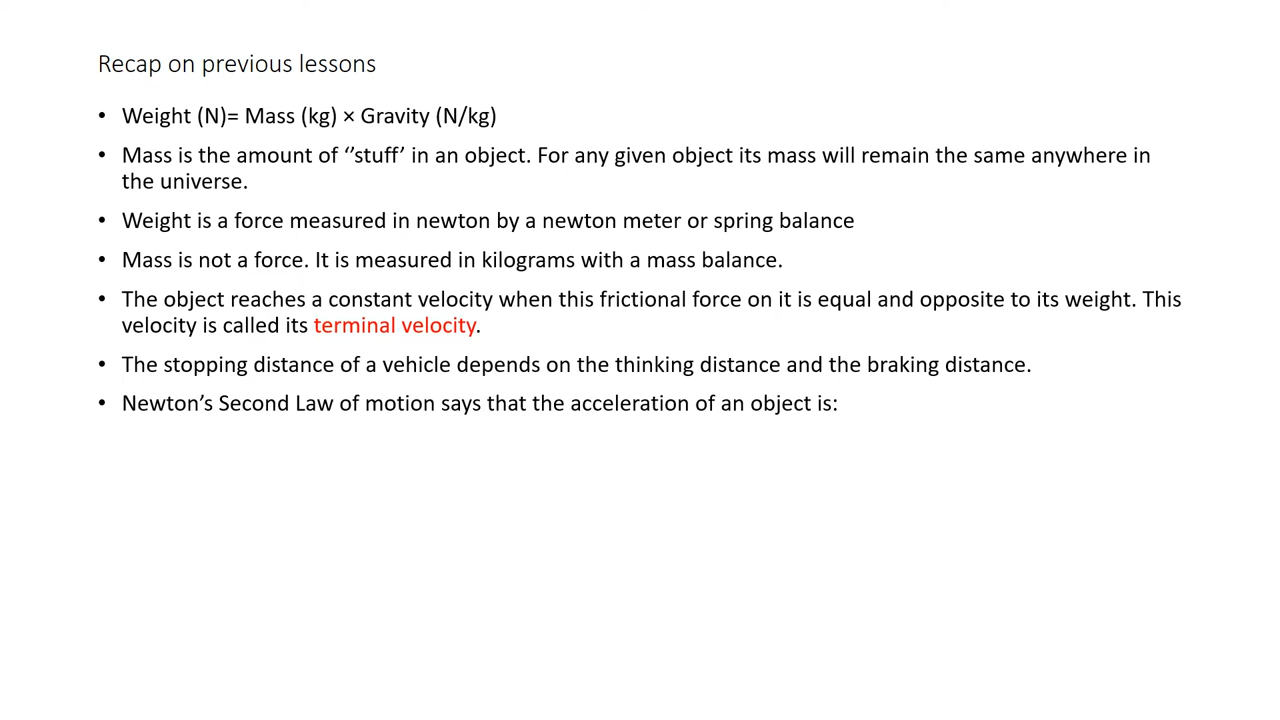 Recap on previous lessons
• Weight (N)= Mass (kg) × Gravity (N/kg)
• Mass is the amount of ‘’stuff’ in an object. For any given object its mass will remain the same anywhere in
the universe.
• Weight is a force measured in newton by a newton meter or spring balance
• Mass is not a force. It is measured in kilograms with a mass balance.
• The object reaches a constant velocity when this frictional force on it is equal and opposite to its weight. This
velocity is called its terminal velocity.
• The stopping distance of a vehicle depends on the thinking distance and the braking distance.
• Newton’s Second Law of motion says that the acceleration of an object is: